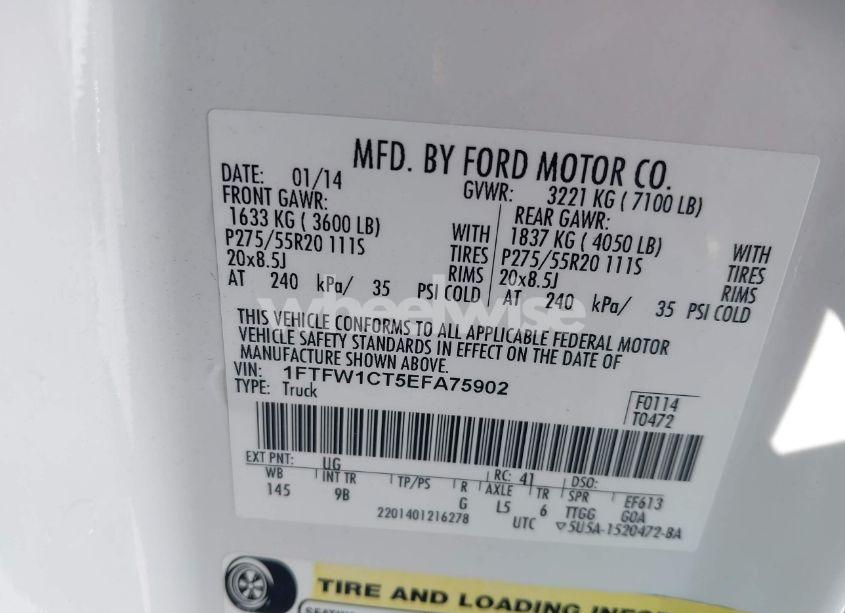 MFD. BY FORD MOTOR CO.
DATE: 01/14 GVWR: 3221 KG ( 7100 LB)
FRONT GAWR: REAR GAWR:
1633 KG ( 3600 LB) WITH 1837 KG ( 4050 LB) WITH
P275/55R20 111S TIRES P275/55R20 111S TIRES
20x8.5J RIMS 20x8.5J RIMS
AT 240 kPa/ 35 PSI COLD AT 240 kPa/ 35 PSI COLD
wheelwise
THIS VEHICLE CONFORMS TO ALL APPLICABLE FEDERAL MOTOR
VEHICLE SAFETY STANDARDS IN EFFECT ON THE DATE OF
MANUFACTURE SHOWN ABOVE.
VIN: 1FTFW1CT5EFA75902
TYPE: Truck
F0114
T0472
EXT PNT: UG RC: 41 DSO:
WB INT TR TP/PS R AXLE TR SPR EF613
145 9B G L5 6 TTGG GOA
2201401216278 UTC ▽5U5A-1520472-BA
TIRE AND LOADING